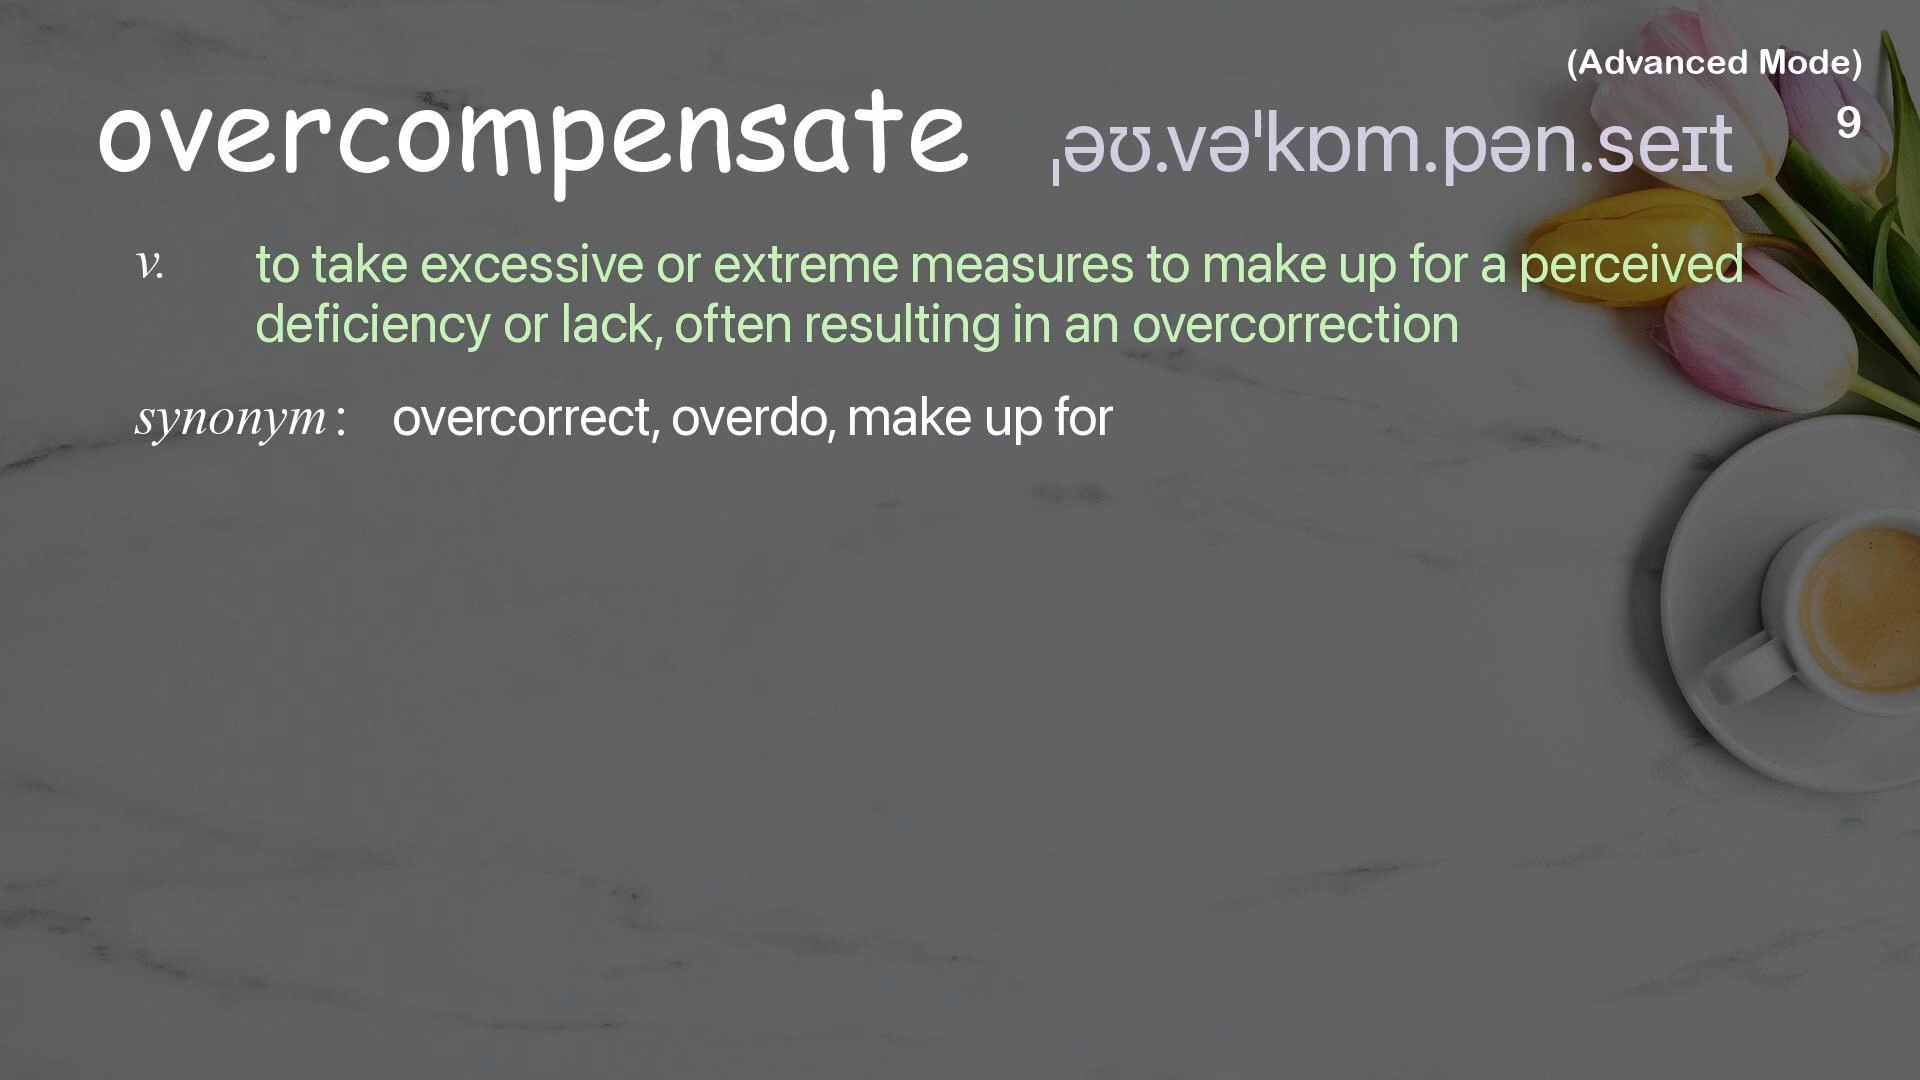 (Advanced Mode)
overcompensate ˌəʊ.vəˈkɒm.pən.seɪt 9
v. to take excessive or extreme measures to make up for a perceived
deficiency or lack, often resulting in an overcorrection
synonym: overcorrect, overdo, make up for